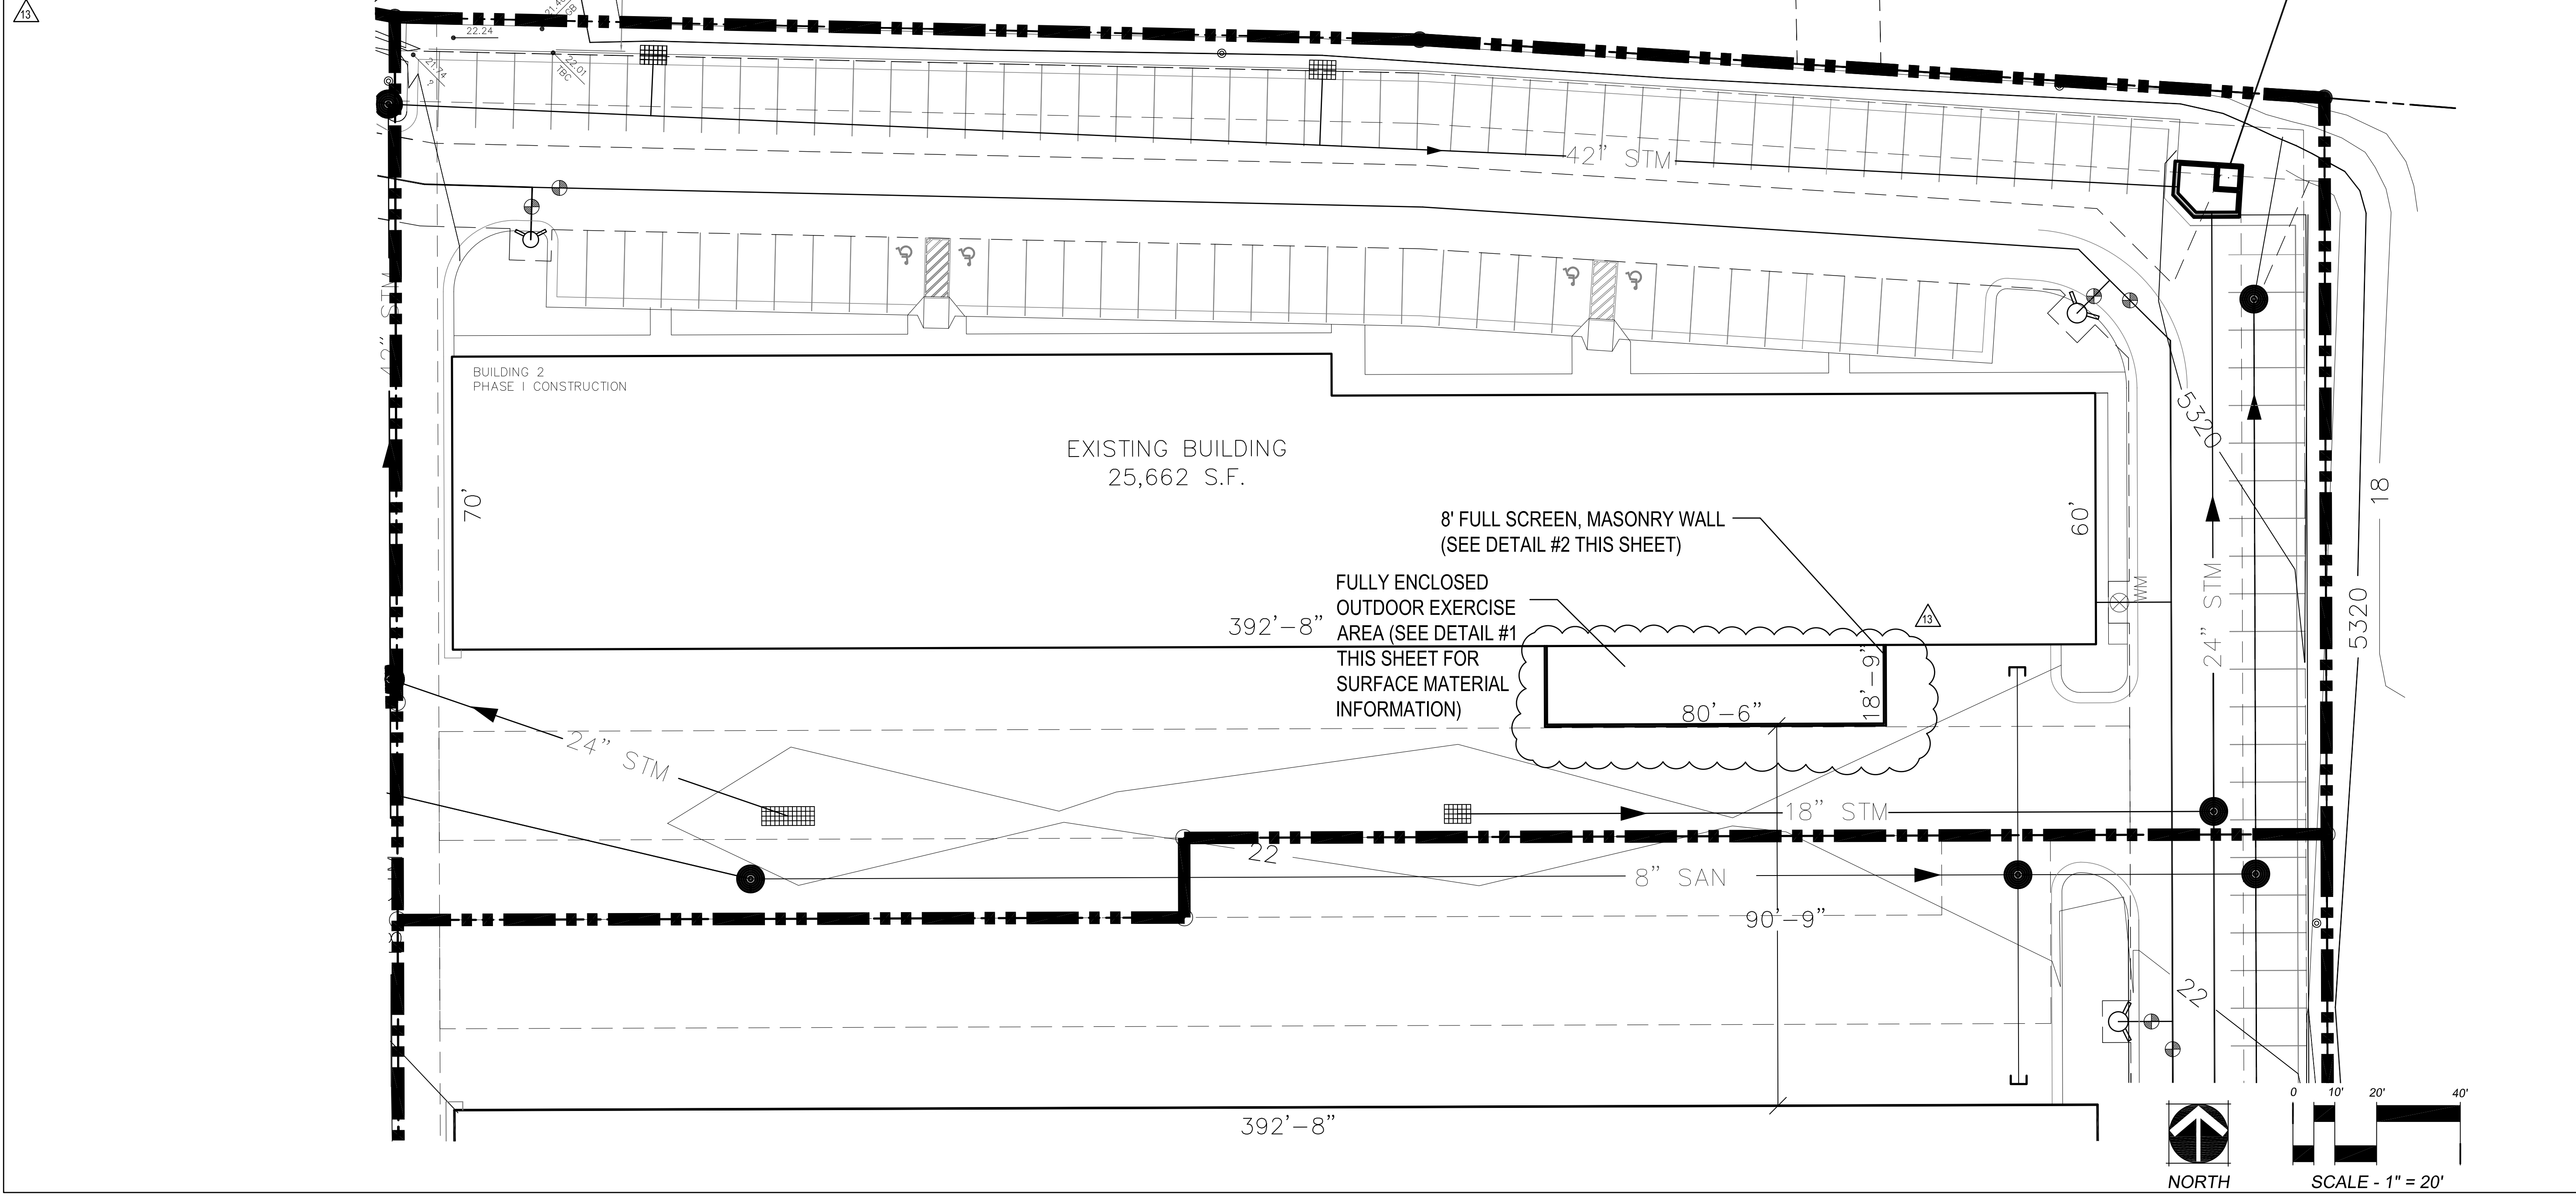 13
22.24
21.74
?
22.01
TBC
42" STM
BUILDING 2
PHASE I CONSTRUCTION
EXISTING BUILDING
25,662 S.F.
70'
60'
5320
18
5320
24" STM
WM
8' FULL SCREEN, MASONRY WALL
(SEE DETAIL #2 THIS SHEET)
FULLY ENCLOSED
OUTDOOR EXERCISE
AREA (SEE DETAIL #1
THIS SHEET FOR
SURFACE MATERIAL
INFORMATION)
392'-8"
13
18'-9"
80'-6"
24" STM
18" STM
22
8" SAN
90'-9"
22
392'-8"
0 10' 20' 40'
NORTH
SCALE - 1" = 20'